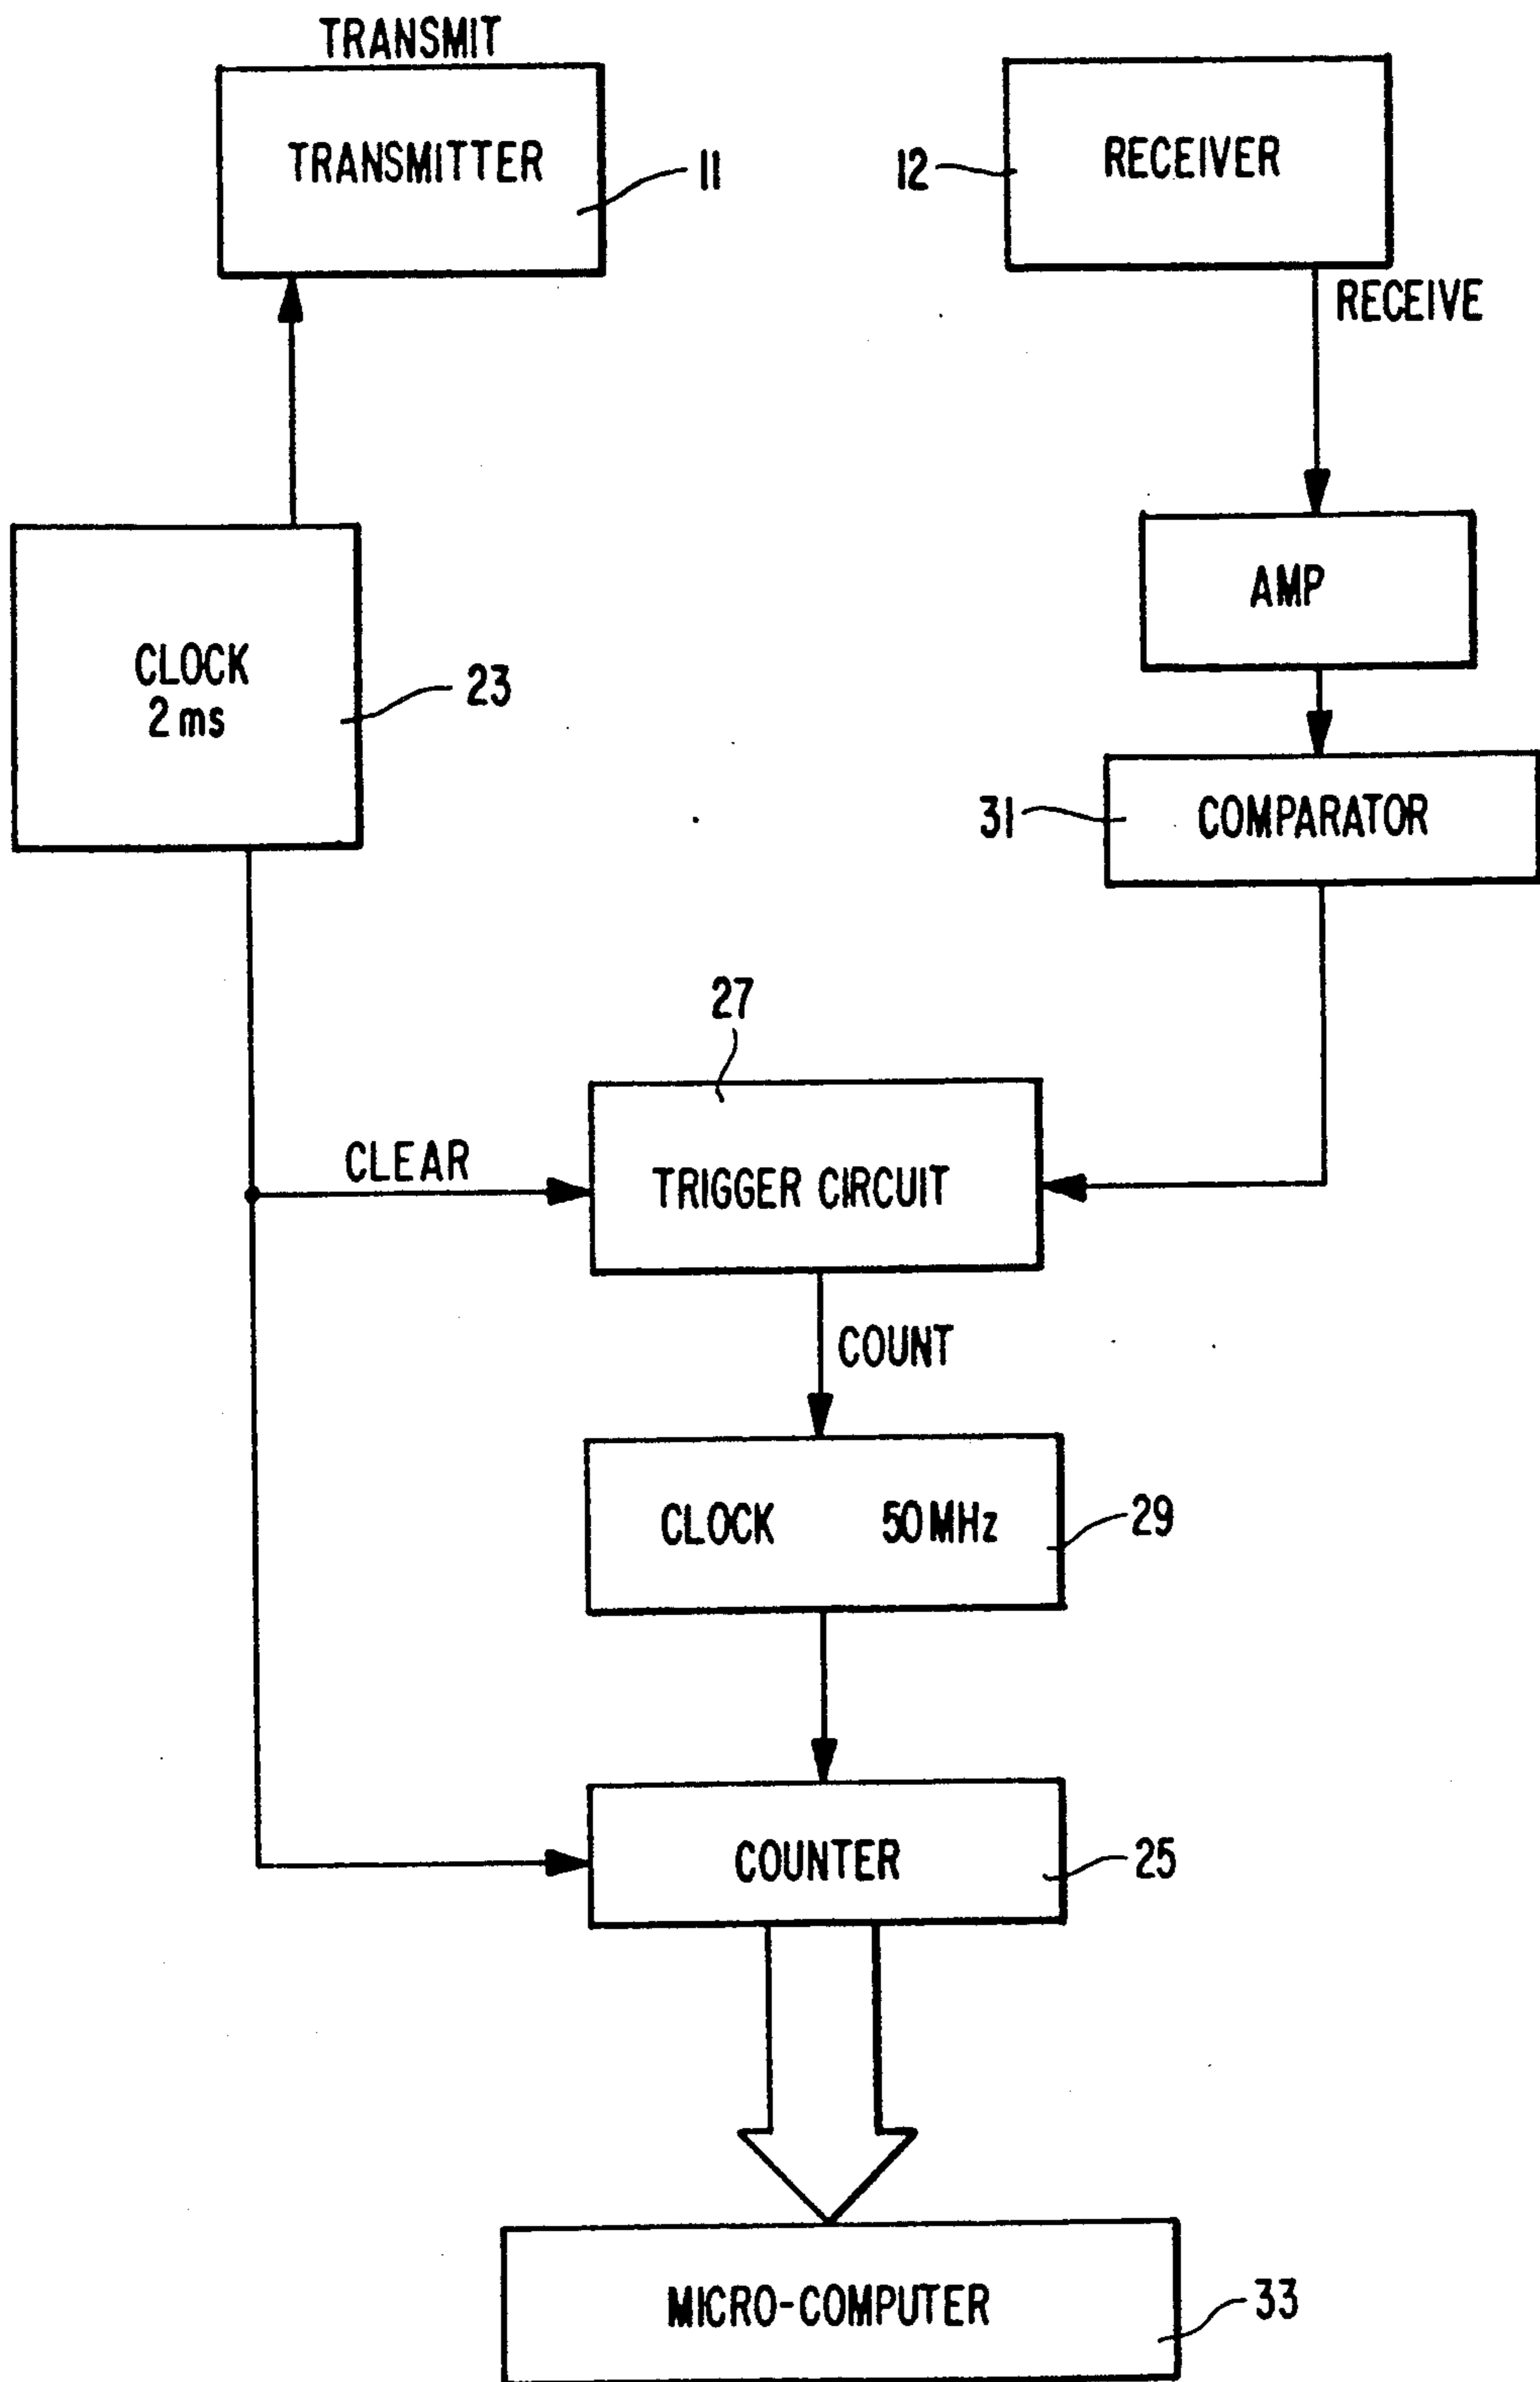 TRANSMIT
TRANSMITTER
11
12
RECEIVER
RECEIVE
AMP
CLOCK
2 ms
23
31
COMPARATOR
27
CLEAR
TRIGGER CIRCUIT
COUNT
CLOCK 50 MHz
29
COUNTER
25
MICRO-COMPUTER
33